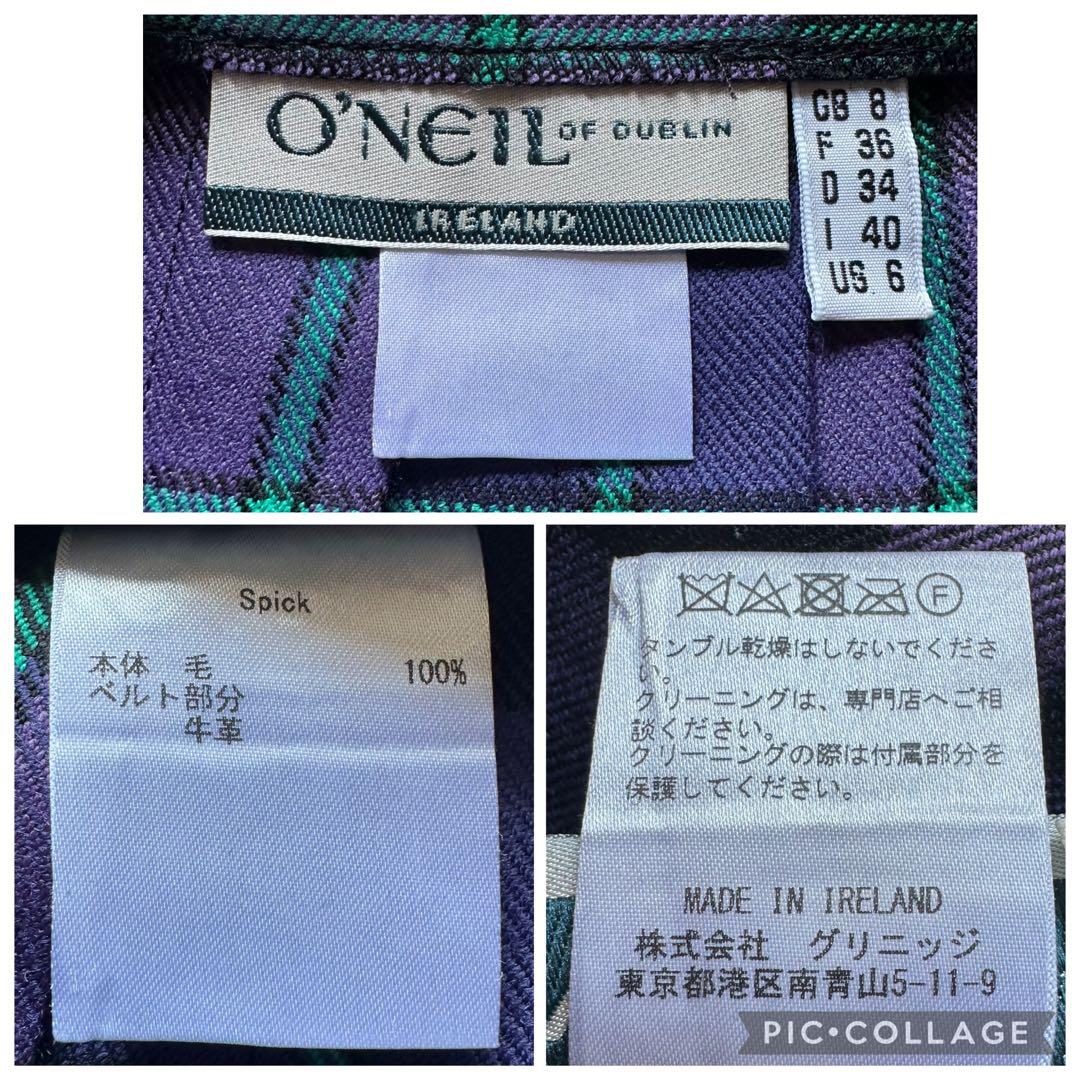 O'NEIL OF DUBLIN
IRELAND
GB 8
F 36
D 34
I 40
US 6
Spick
本体 毛 100%
ベルト部分
牛革
F
タンブル乾燥はしないでくださ
い。
クリーニングは、専門店へご相
談ください。
クリーニングの際は付属部分を
保護してください。
MADE IN IRELAND
株式会社 グリニッジ
東京都港区南青山5-11-9
PIC•COLLAGE